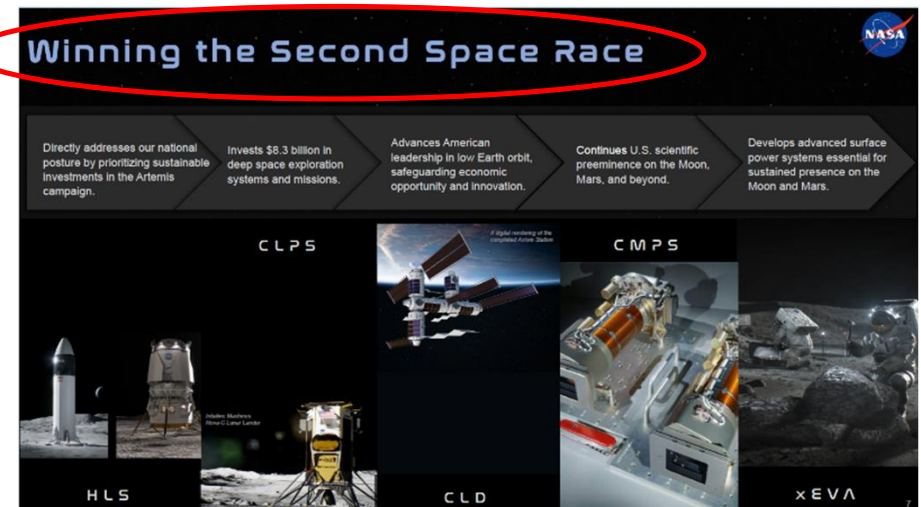 Winning the Second Space Race
NASA
Directly addresses our national
posture by prioritizing sustainable
investments in the Artemis
campaign.
Invests $8.3 billion in
deep space exploration
systems and missions.
Advances American
leadership in low Earth orbit,
safeguarding economic
opportunity and innovation.
Continues U.S. scientific
preeminence on the Moon,
Mars, and beyond.
Develops advanced surface
power systems essential for
sustained presence on the
Moon and Mars.
CLPS
A digital rendering of the
completed Axiom Station
CMPS
Intuitive Machines
Nova-C Lunar Lander
HLS
CLD
xEVA
7